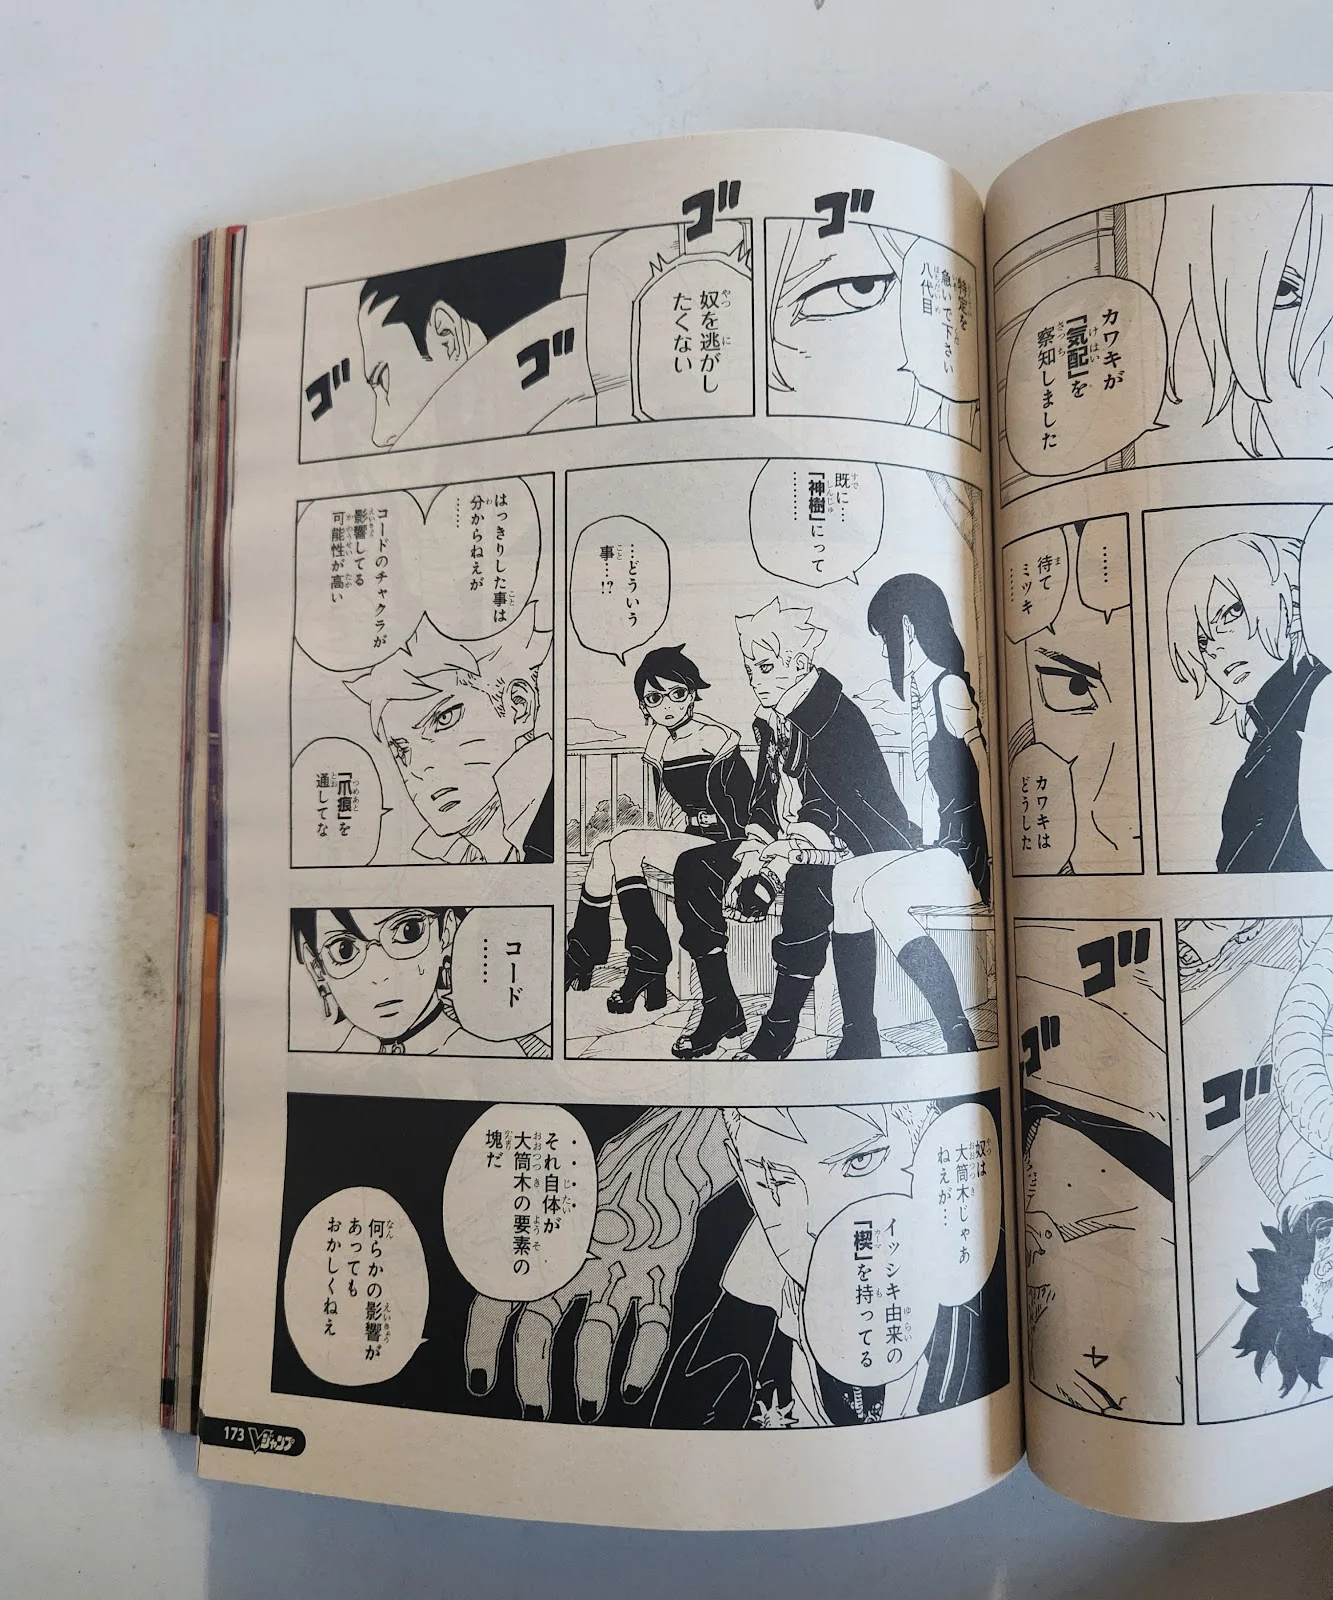 カワキが
「気配」を
察知しました
……
待て
ミツキ
……
カワキは
どうした
ゴ
ゴ
ゴ
急いで下さい
八代目
ゴ
奴を逃がし
たくない
ゴ
ゴ
ゴ
既に…
「神樹」にって
…………
…どういう
事…!?
はっきりした事は
分からねえが
……
コードのチャクラが
影響してる
可能性が高い
「爪痕」を
通してな
コード
……
奴は
大筒木じゃあ
ねえが…
イッシキ由来の
「楔」を持ってる
それ自体が
大筒木の要素の
塊だ
何らかの影響が
あっても
おかしくねえ
173 Vジャンプ